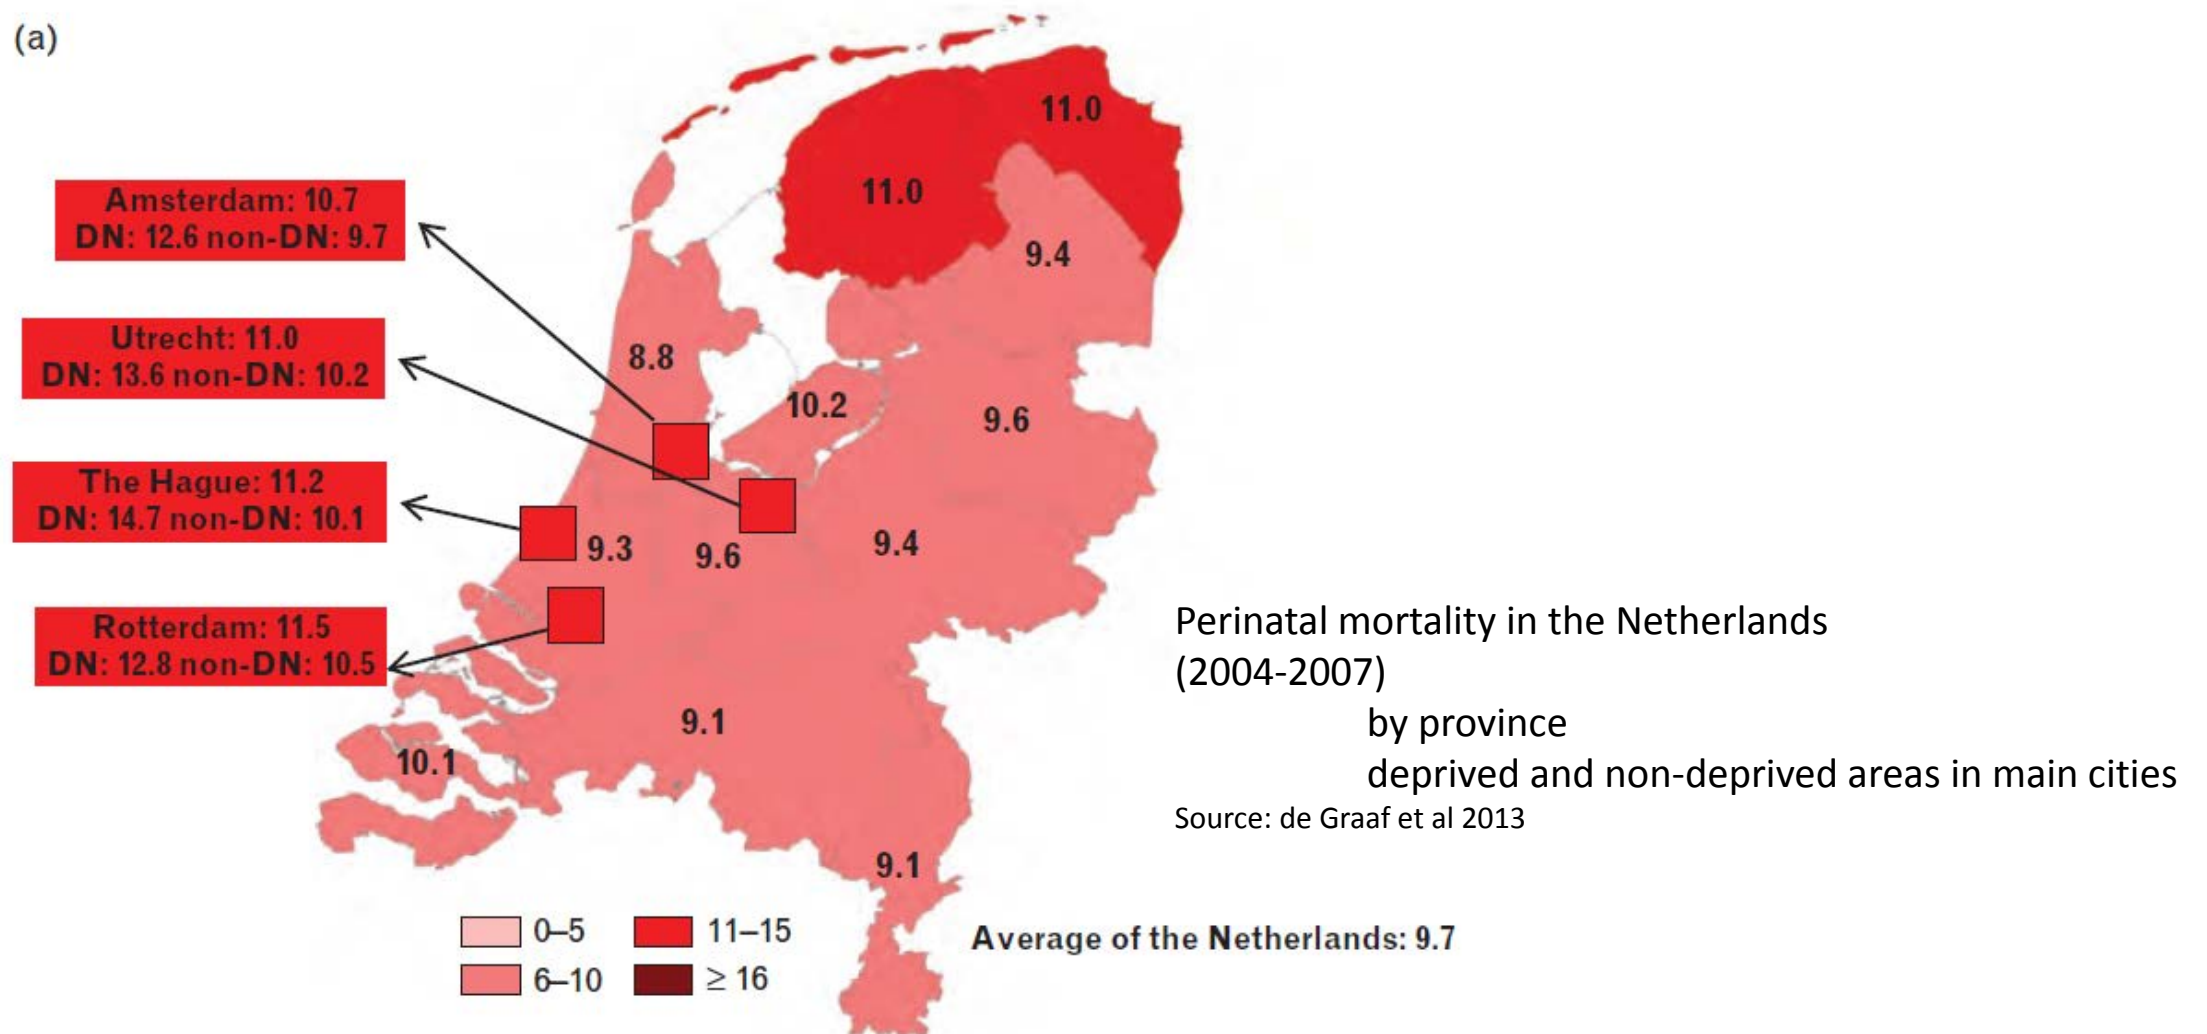 (a)
11.0
11.0
Amsterdam: 10.7
DN: 12.6 non-DN: 9.7
9.4
Utrecht: 11.0
DN: 13.6 non-DN: 10.2
8.8
10.2
9.6
The Hague: 11.2
DN: 14.7 non-DN: 10.1
9.3
9.6
9.4
Rotterdam: 11.5
DN: 12.8 non-DN: 10.5
9.1
10.1
9.1
Perinatal mortality in the Netherlands
(2004-2007)
by province
deprived and non-deprived areas in main cities
Source: de Graaf et al 2013
0–5
11–15
6–10
≥ 16
Average of the Netherlands: 9.7